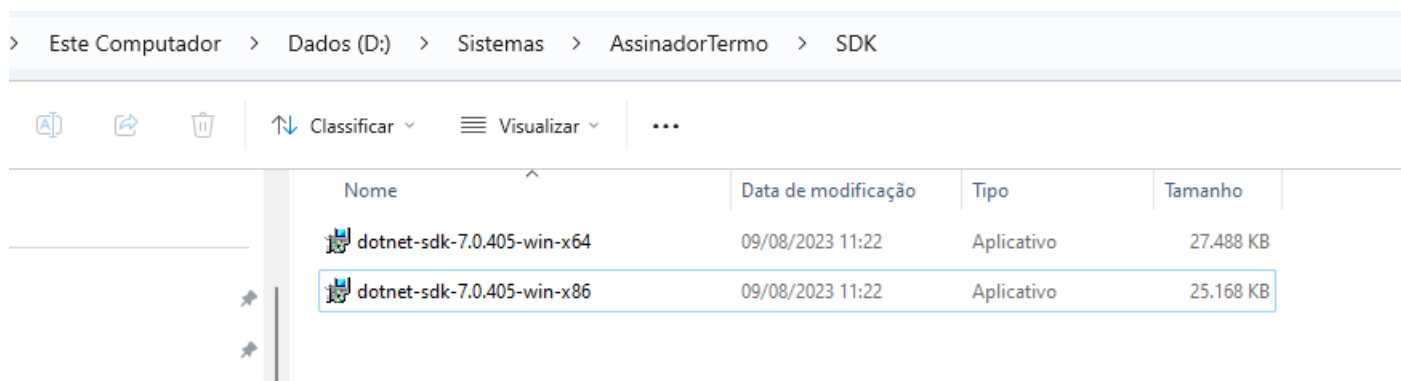 > Este Computador > Dados (D:) > Sistemas > AssinadorTermo > SDK
A Classificar Visualizar ...
Nome Data de modificação Tipo Tamanho
dotnet-sdk-7.0.405-win-x64 09/08/2023 11:22 Aplicativo 27.488 KB
dotnet-sdk-7.0.405-win-x86 09/08/2023 11:22 Aplicativo 25.168 KB